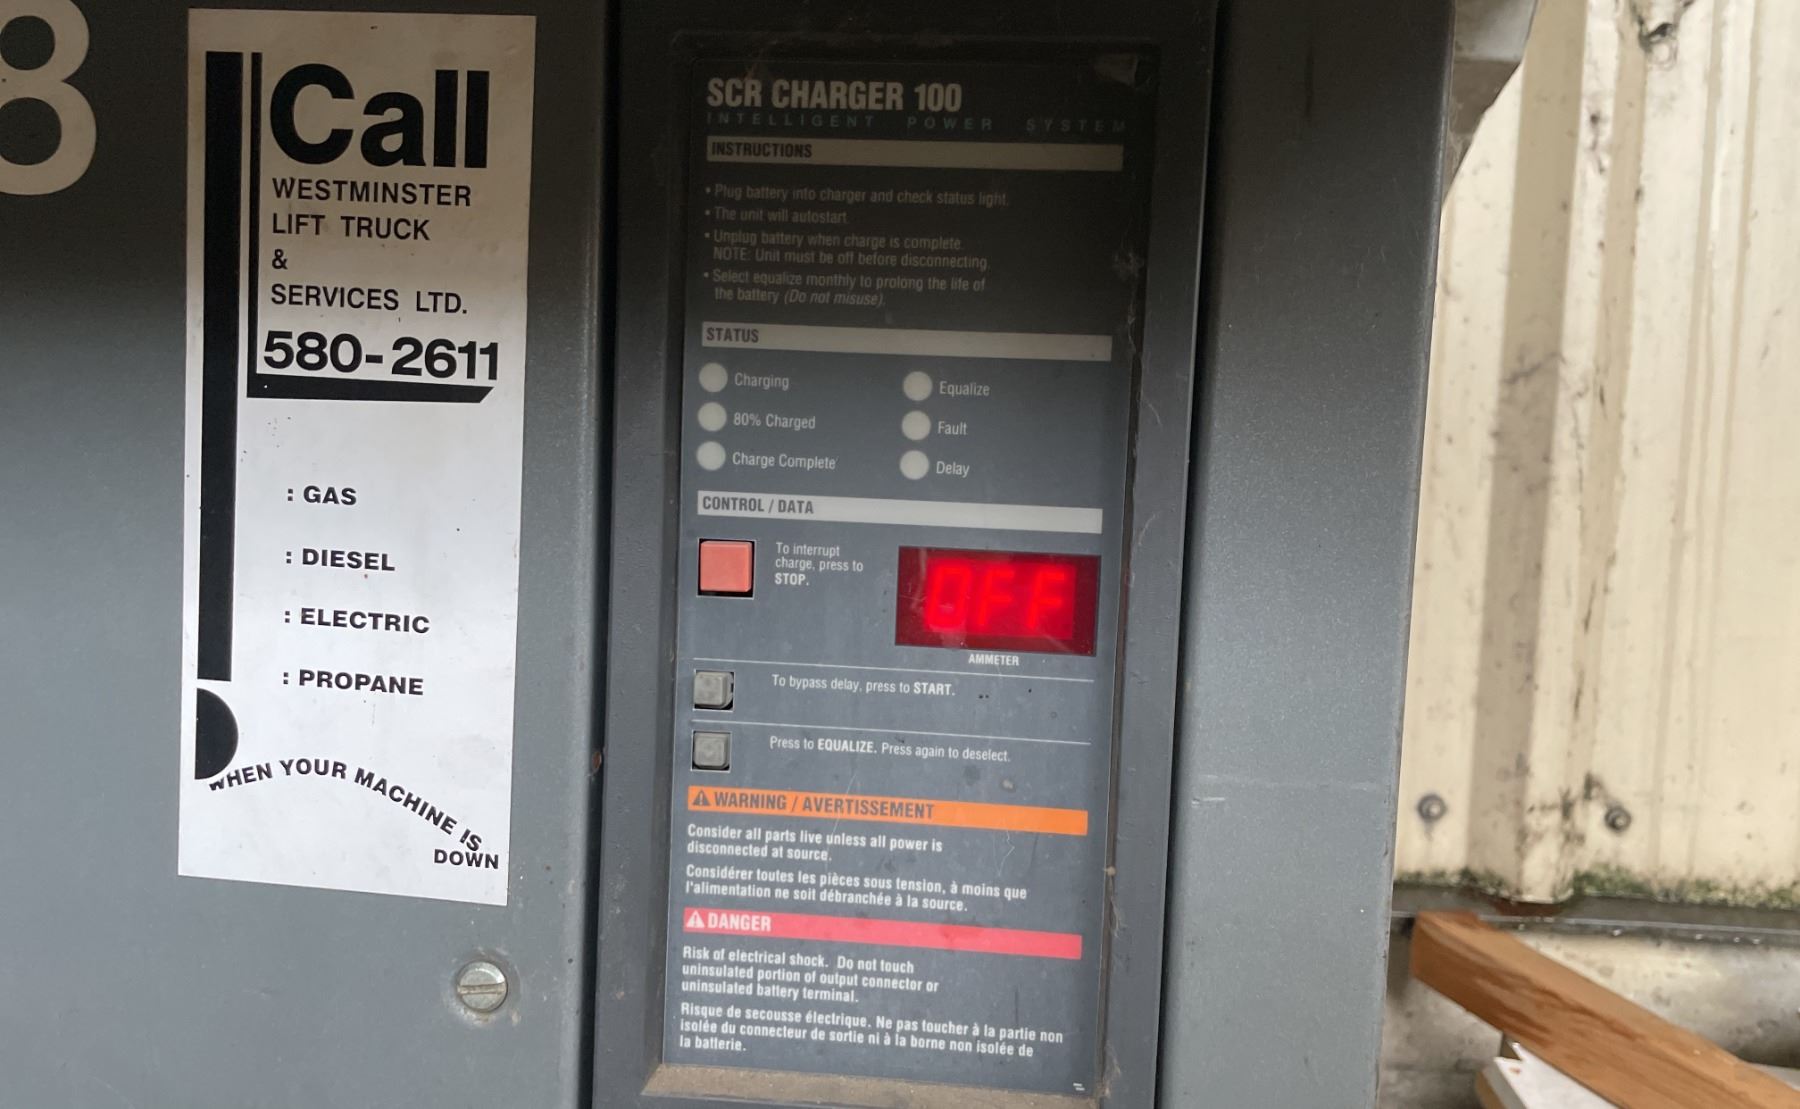 8
Call
WESTMINSTER
LIFT TRUCK
&
SERVICES LTD.
580-2611
: GAS
: DIESEL
: ELECTRIC
: PROPANE
WHEN YOUR MACHINE IS
DOWN
SCR CHARGER 100
INTELLIGENT POWER SYSTEM
INSTRUCTIONS
• Plug battery into charger and check status light.
• The unit will autostart.
• Unplug battery when charge is complete.
NOTE: Unit must be off before disconnecting.
• Select equalize monthly to prolong the life of
the battery (Do not misuse).
STATUS
Charging
Equalize
80% Charged
Fault
Charge Complete
Delay
CONTROL / DATA
To interrupt
charge, press to
STOP.
OFF
AMMETER
To bypass delay, press to START.
Press to EQUALIZE. Press again to deselect.
WARNING / AVERTISSEMENT
Consider all parts live unless all power is
disconnected at source.
Considérer toutes les pièces sous tension, à moins que
l'alimentation ne soit débranchée à la source.
DANGER
Risk of electrical shock. Do not touch
uninsulated portion of output connector or
uninsulated battery terminal.
Risque de secousse électrique. Ne pas toucher à la partie non
isolée du connecteur de sortie ni à la borne non isolée de
la batterie.